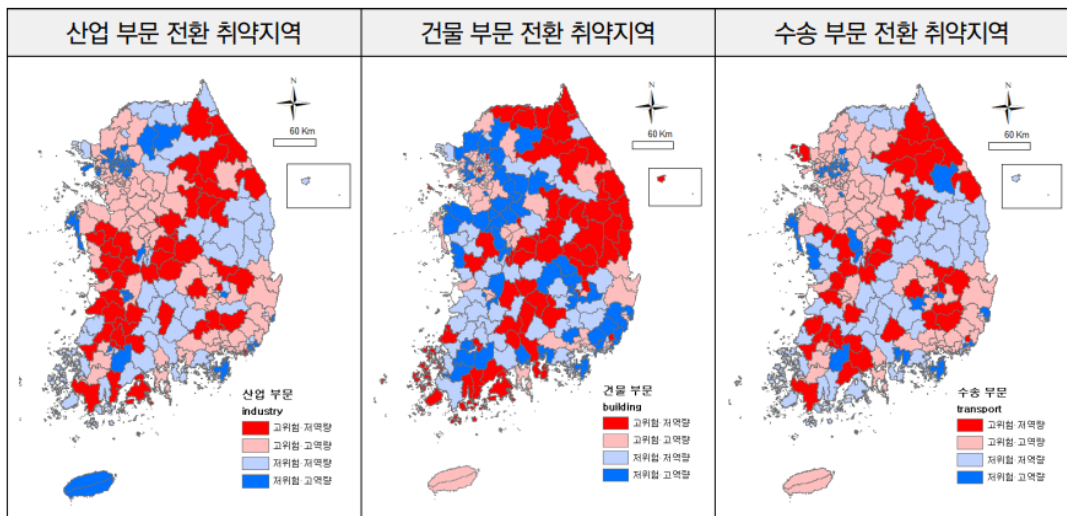 산업 부문 전환 취약지역
건물 부문 전환 취약지역
수송 부문 전환 취약지역
N
60 Km
N
60 Km
N
60 Km
산업 부문
industry
고위험·저역량
고위험·고역량
저위험·저역량
저위험·고역량
건물 부문
building
고위험·저역량
고위험·고역량
저위험·저역량
저위험·고역량
수송 부문
transport
고위험·저역량
고위험·고역량
저위험·저역량
저위험·고역량